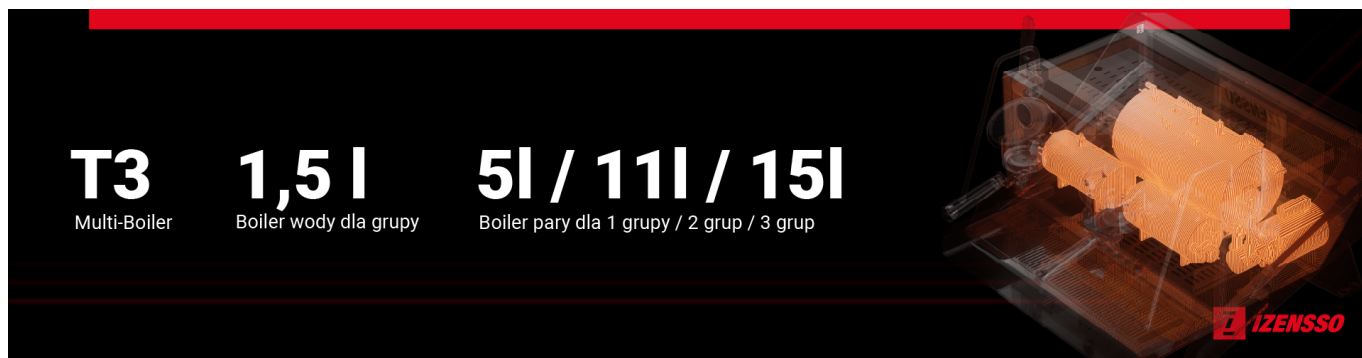 T3
Multi-Boiler
1,5 l
Boiler wody dla grupy
5l / 11l / 15l
Boiler pary dla 1 grupy / 2 grup / 3 grup
IZENSSO